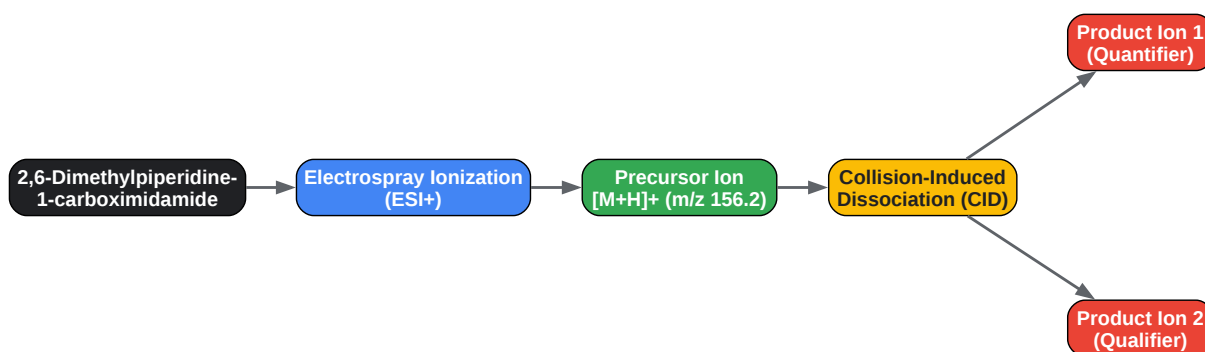 2,6-Dimethylpiperidine-
1-carboximidamide
Electrospray Ionization
(ESI+)
Precursor Ion
[M+H]+ (m/z 156.2)
Collision-Induced
Dissociation (CID)
Product Ion 1
(Quantifier)
Product Ion 2
(Qualifier)